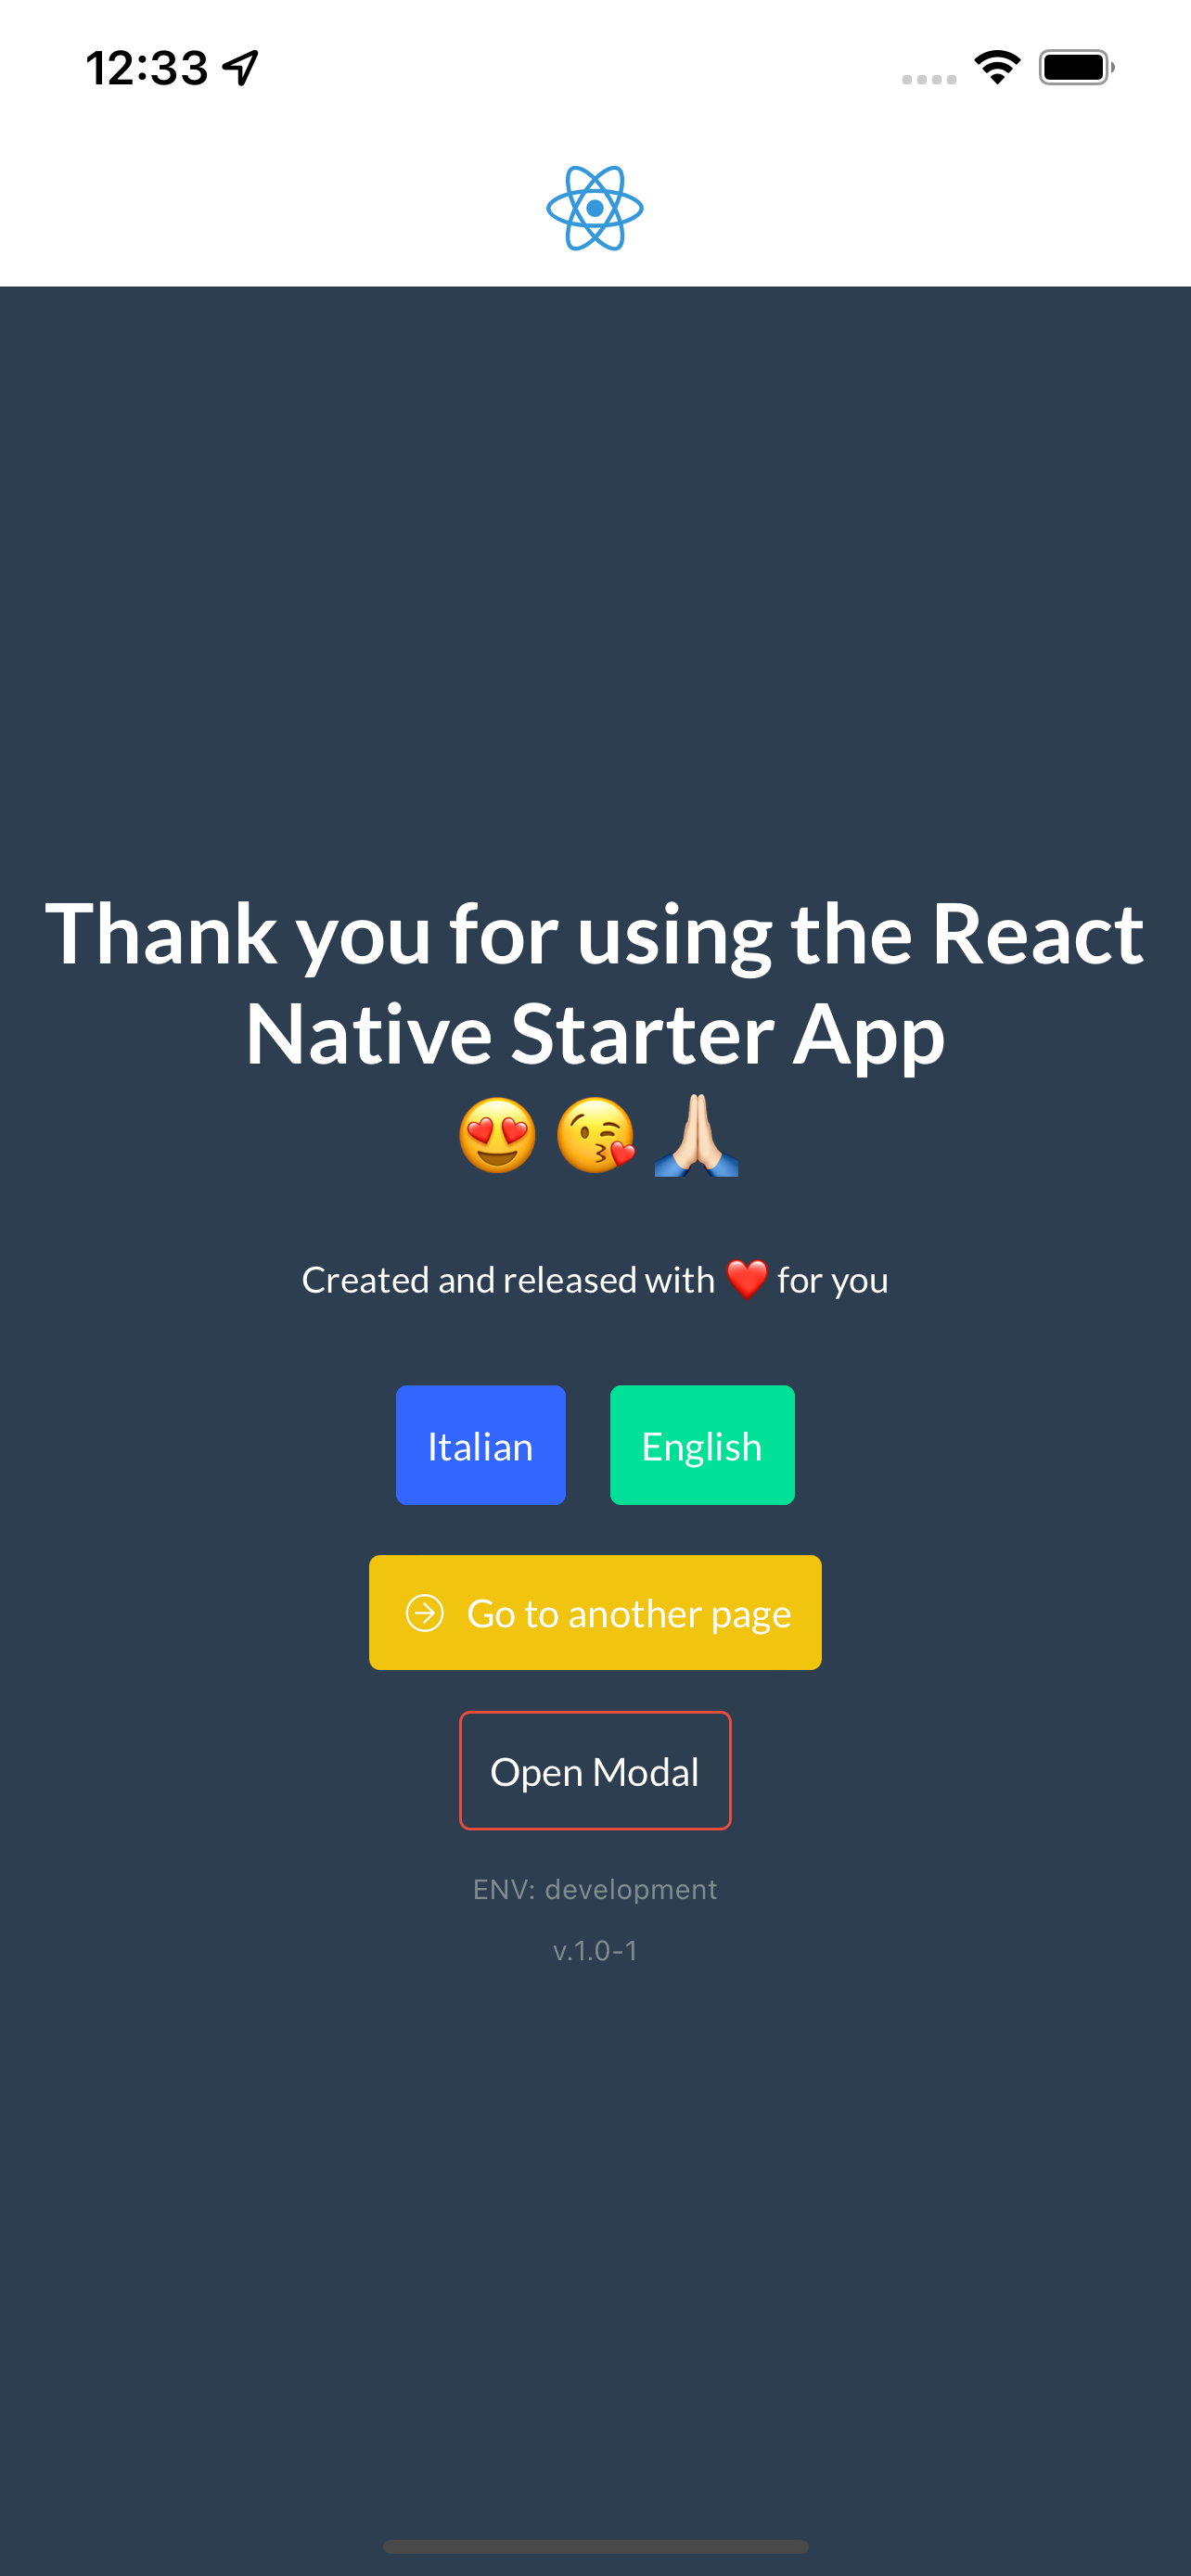 12:33
Thank you for using the React
Native Starter App
😍 😘 🙏🏻
Created and released with ❤️ for you
Italian
English
Go to another page
Open Modal
ENV: development
v.1.0-1